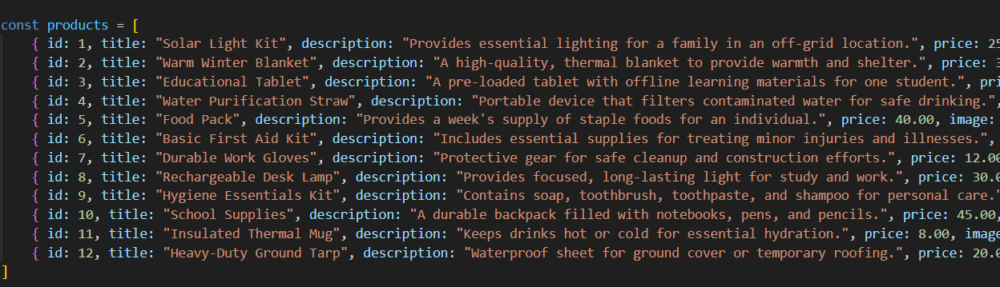 const products = [
{ id: 1, title: "Solar Light Kit", description: "Provides essential lighting for a family in an off-grid location.", price: 25
{ id: 2, title: "Warm Winter Blanket", description: "A high-quality, thermal blanket to provide warmth and shelter.", price: 3
{ id: 3, title: "Educational Tablet", description: "A pre-loaded tablet with offline learning materials for one student.", pri
{ id: 4, title: "Water Purification Straw", description: "Portable device that filters contaminated water for safe drinking.",
{ id: 5, title: "Food Pack", description: "Provides a week's supply of staple foods for an individual.", price: 40.00, image:
{ id: 6, title: "Basic First Aid Kit", description: "Includes essential supplies for treating minor injuries and illnesses.",
{ id: 7, title: "Durable Work Gloves", description: "Protective gear for safe cleanup and construction efforts.", price: 12.00
{ id: 8, title: "Rechargeable Desk Lamp", description: "Provides focused, long-lasting light for study and work.", price: 30.0
{ id: 9, title: "Hygiene Essentials Kit", description: "Contains soap, toothbrush, toothpaste, and shampoo for personal care."
{ id: 10, title: "School Supplies", description: "A durable backpack filled with notebooks, pens, and pencils.", price: 45.00,
{ id: 11, title: "Insulated Thermal Mug", description: "Keeps drinks hot or cold for essential hydration.", price: 8.00, image
{ id: 12, title: "Heavy-Duty Ground Tarp", description: "Waterproof sheet for ground cover or temporary roofing.", price: 20.0
]